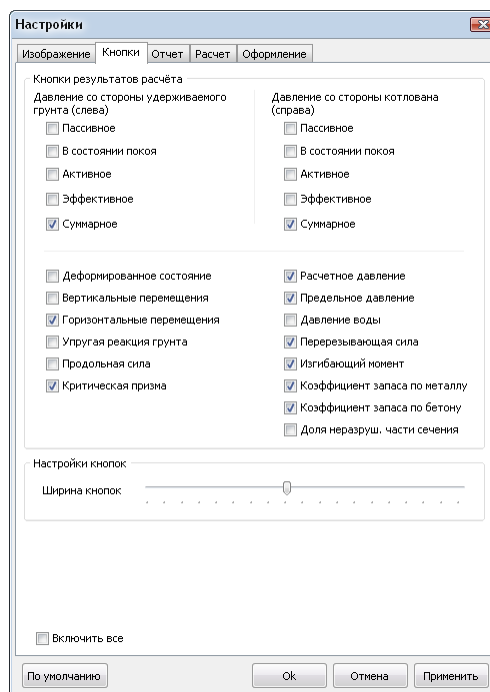 Настройки
Изображение Кнопки Отчет Расчет Оформление
Кнопки результатов расчёта
Давление со стороны удерживаемого
грунта (слева)
Пассивное
В состоянии покоя
Активное
Эффективное
Суммарное
Давление со стороны котлована
(справа)
Пассивное
В состоянии покоя
Активное
Эффективное
Суммарное
Деформированное состояние
Вертикальные перемещения
Горизонтальные перемещения
Упругая реакция грунта
Продольная сила
Критическая призма
Расчетное давление
Предельное давление
Давление воды
Перерезывающая сила
Изгибающий момент
Коэффициент запаса по металлу
Коэффициент запаса по бетону
Доля неразруш. части сечения
Настройки кнопок
Ширина кнопок
Включить все
По умолчанию Ok Отмена Применить